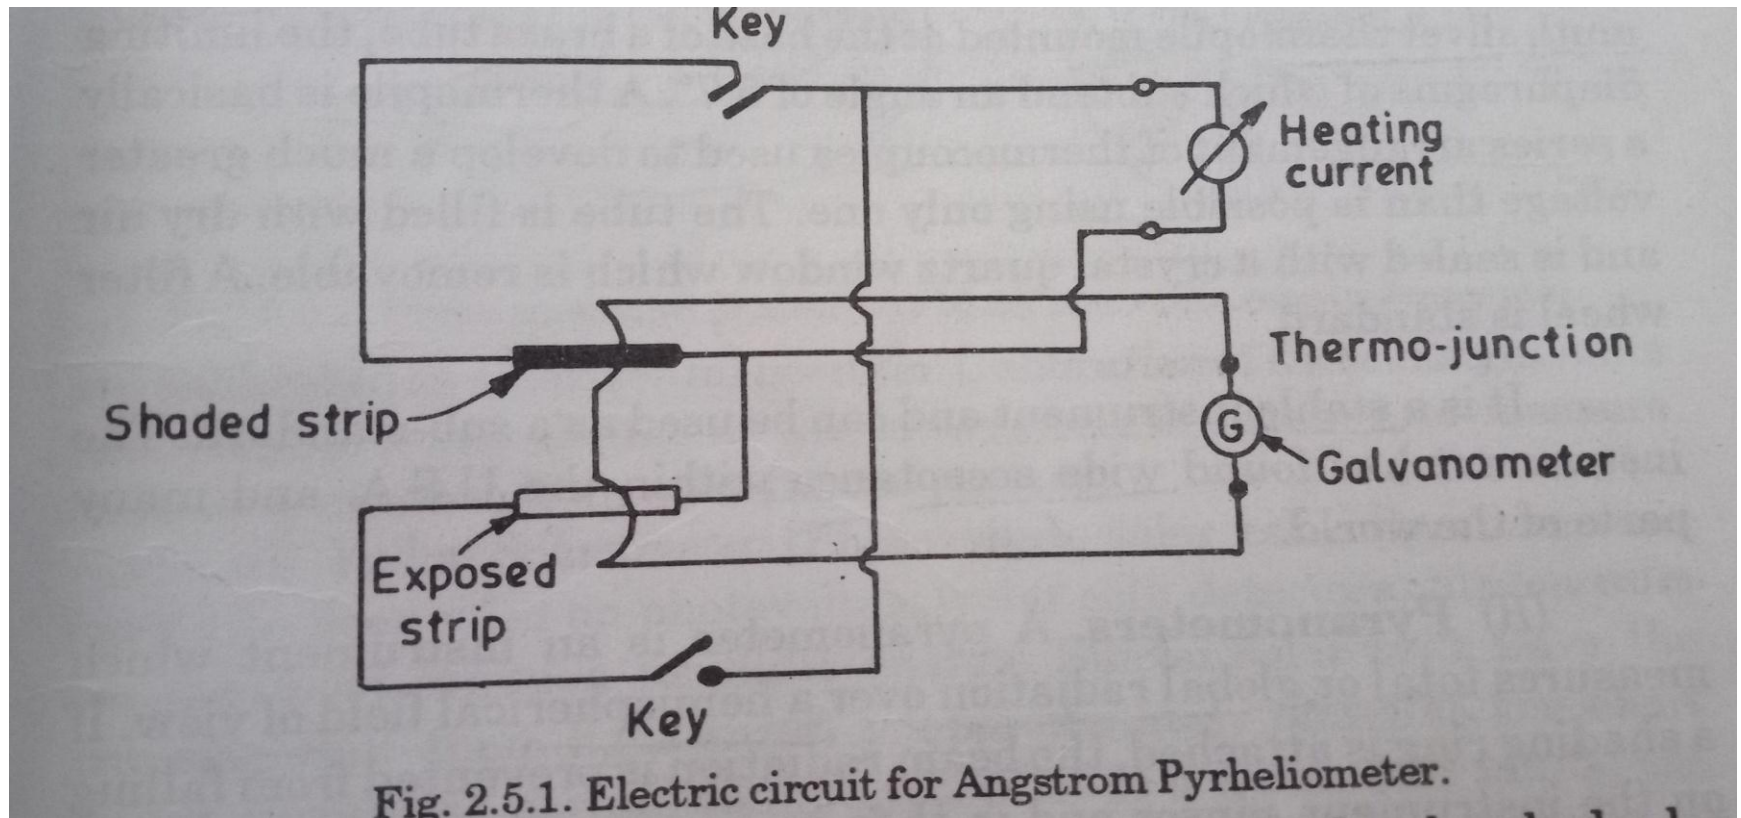 Key
Heating
current
Thermo-junction
Shaded strip
G
Galvanometer
Exposed
strip
Key
Fig. 2.5.1. Electric circuit for Angstrom Pyrheliometer.